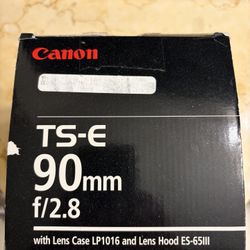 Canon
TS-E
90mm
f/2.8
with Lens Case LP1016 and Lens Hood ES-65III